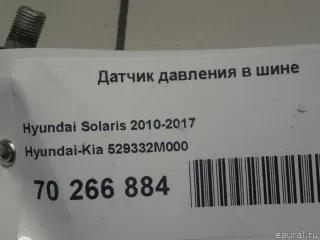 Датчик давления в шине
Hyundai Solaris 2010-2017
Hyundai-Kia 529332M000
70 266 884
eaural.ru